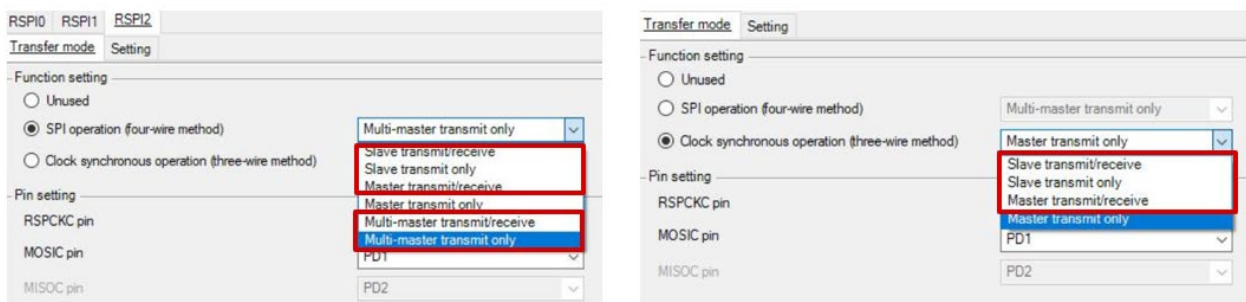 RSPI0 RSPI1 RSPI2
Transfer mode Setting
Function setting
Unused
SPI operation (four-wire method)
Multi-master transmit only
Clock synchronous operation (three-wire method)
Slave transmit/receive
Slave transmit only
Master transmit/receive
Master transmit only
Multi-master transmit/receive
Multi-master transmit only
Pin setting
RSPCKC pin
MOSIC pin
PD1
MISOC pin
PD2
Transfer mode Setting
Function setting
Unused
SPI operation (four-wire method)
Multi-master transmit only
Clock synchronous operation (three-wire method)
Master transmit only
Slave transmit/receive
Slave transmit only
Master transmit/receive
Master transmit only
Pin setting
RSPCKC pin
MOSIC pin
PD1
MISOC pin
PD2